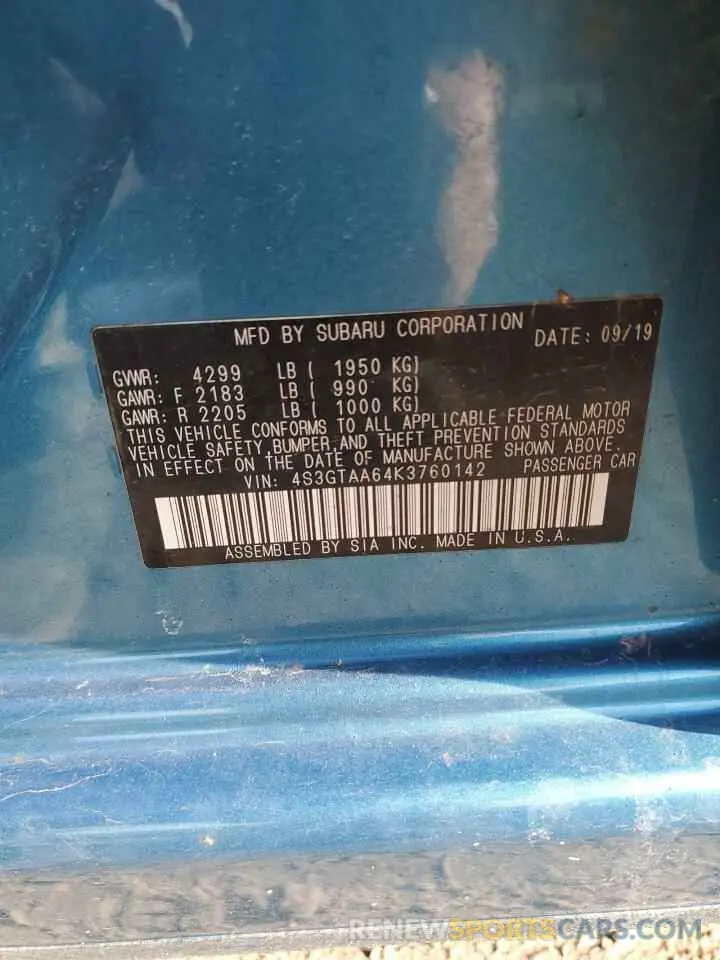 MFD BY SUBARU CORPORATION DATE: 09/19
GVWR: 4299 LB ( 1950 KG)
GAWR: F 2183 LB ( 990 KG)
GAWR: R 2205 LB ( 1000 KG)
THIS VEHICLE CONFORMS TO ALL APPLICABLE FEDERAL MOTOR
VEHICLE SAFETY, BUMPER, AND THEFT PREVENTION STANDARDS
IN EFFECT ON THE DATE OF MANUFACTURE SHOWN ABOVE.
VIN: 4S3GTAA64K3760142 PASSENGER CAR
ASSEMBLED BY SIA INC. MADE IN U.S.A.
RENEWSPORTSCAR.COM